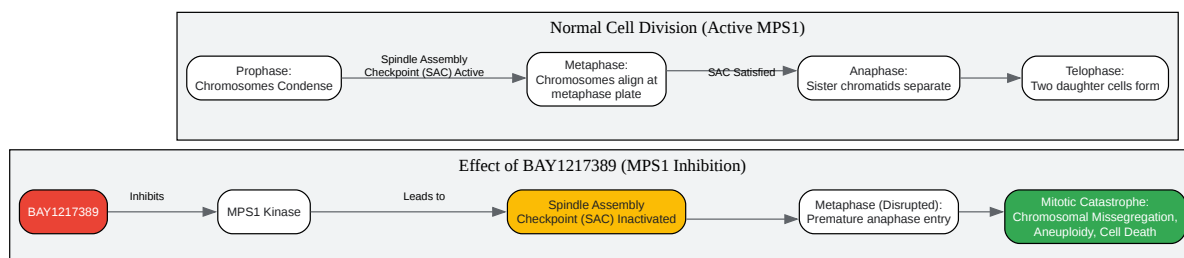 Normal Cell Division (Active MPS1)
Prophase:
Chromosomes Condense
Spindle Assembly
Checkpoint (SAC) Active
Metaphase:
Chromosomes align at
metaphase plate
SAC Satisfied
Anaphase:
Sister chromatids separate
Telophase:
Two daughter cells form
Effect of BAY1217389 (MPS1 Inhibition)
BAY1217389
Inhibits
MPS1 Kinase
Leads to
Spindle Assembly
Checkpoint (SAC) Inactivated
Metaphase (Disrupted):
Premature anaphase entry
Mitotic Catastrophe:
Chromosomal Missegregation,
Aneuploidy, Cell Death